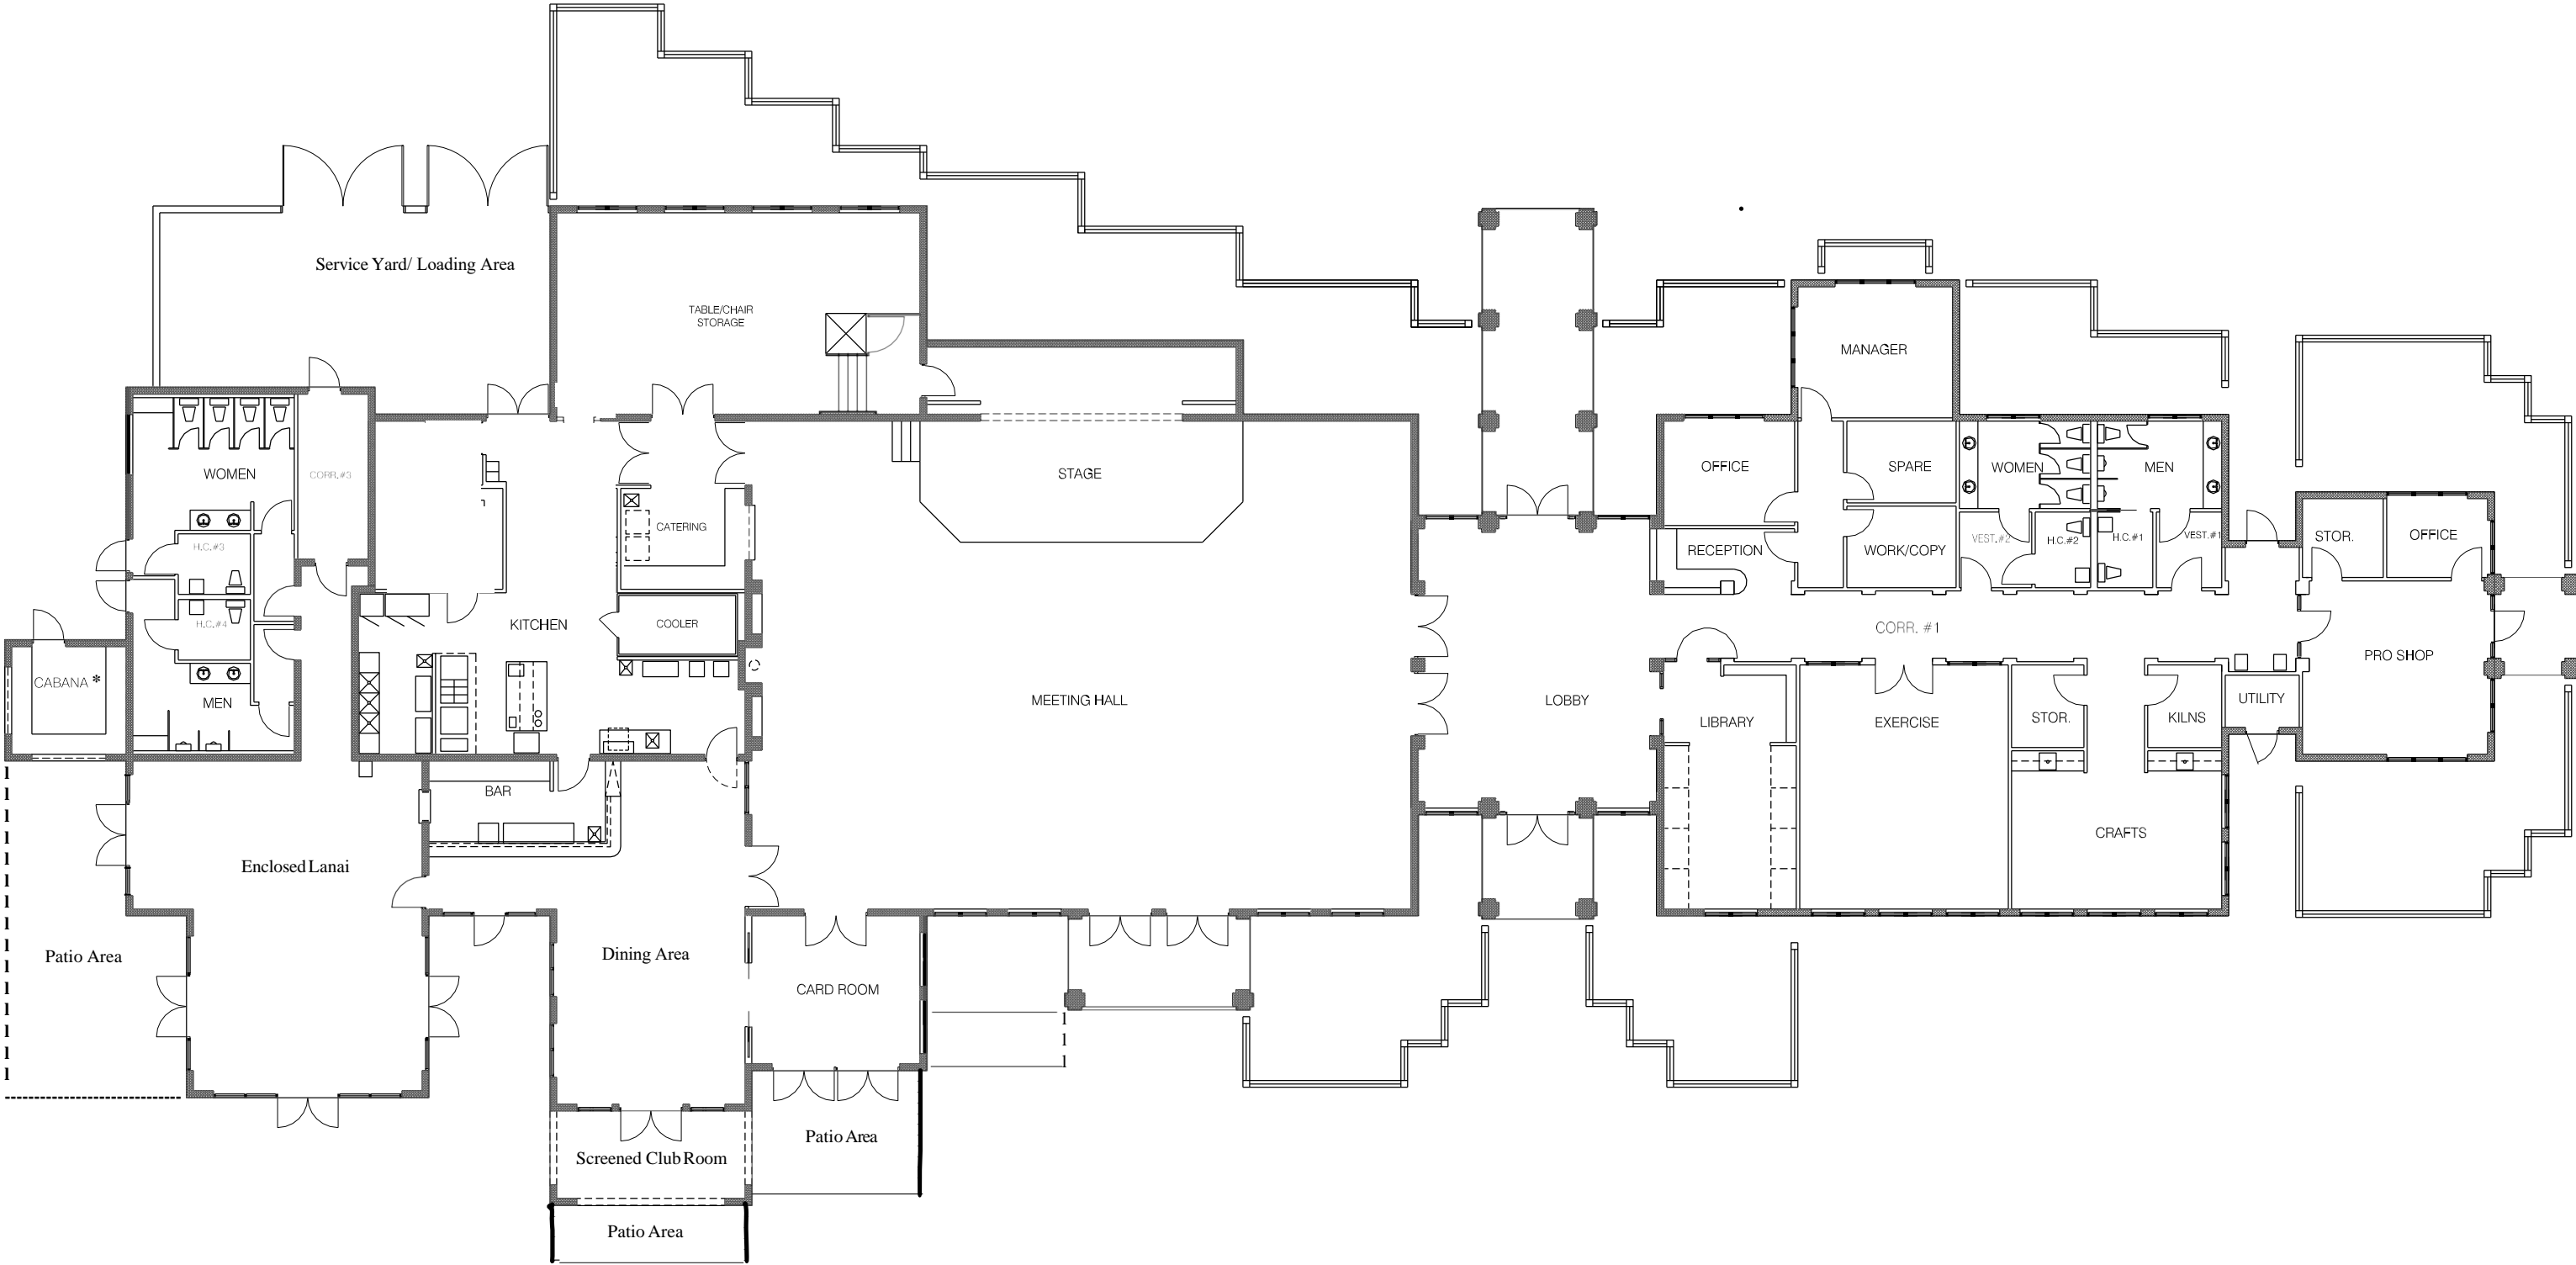 Service Yard/ Loading Area
TABLE/CHAIR
STORAGE
MANAGER
WOMEN
CORR.#3
STAGE
OFFICE
SPARE
WOMEN
MEN
CATERING
H.C.#3
RECEPTION
WORK/COPY
VEST.#2
H.C.#2
H.C.#1
VEST.#1
STOR.
OFFICE
H.C.#4
KITCHEN
COOLER
CORR. #1
CABANA *
MEN
MEETING HALL
LOBBY
LIBRARY
EXERCISE
STOR.
KILNS
UTILITY
PRO SHOP
BAR
CRAFTS
Enclosed Lanai
Patio Area
Dining Area
CARD ROOM
Patio Area
Screened Club Room
Patio Area